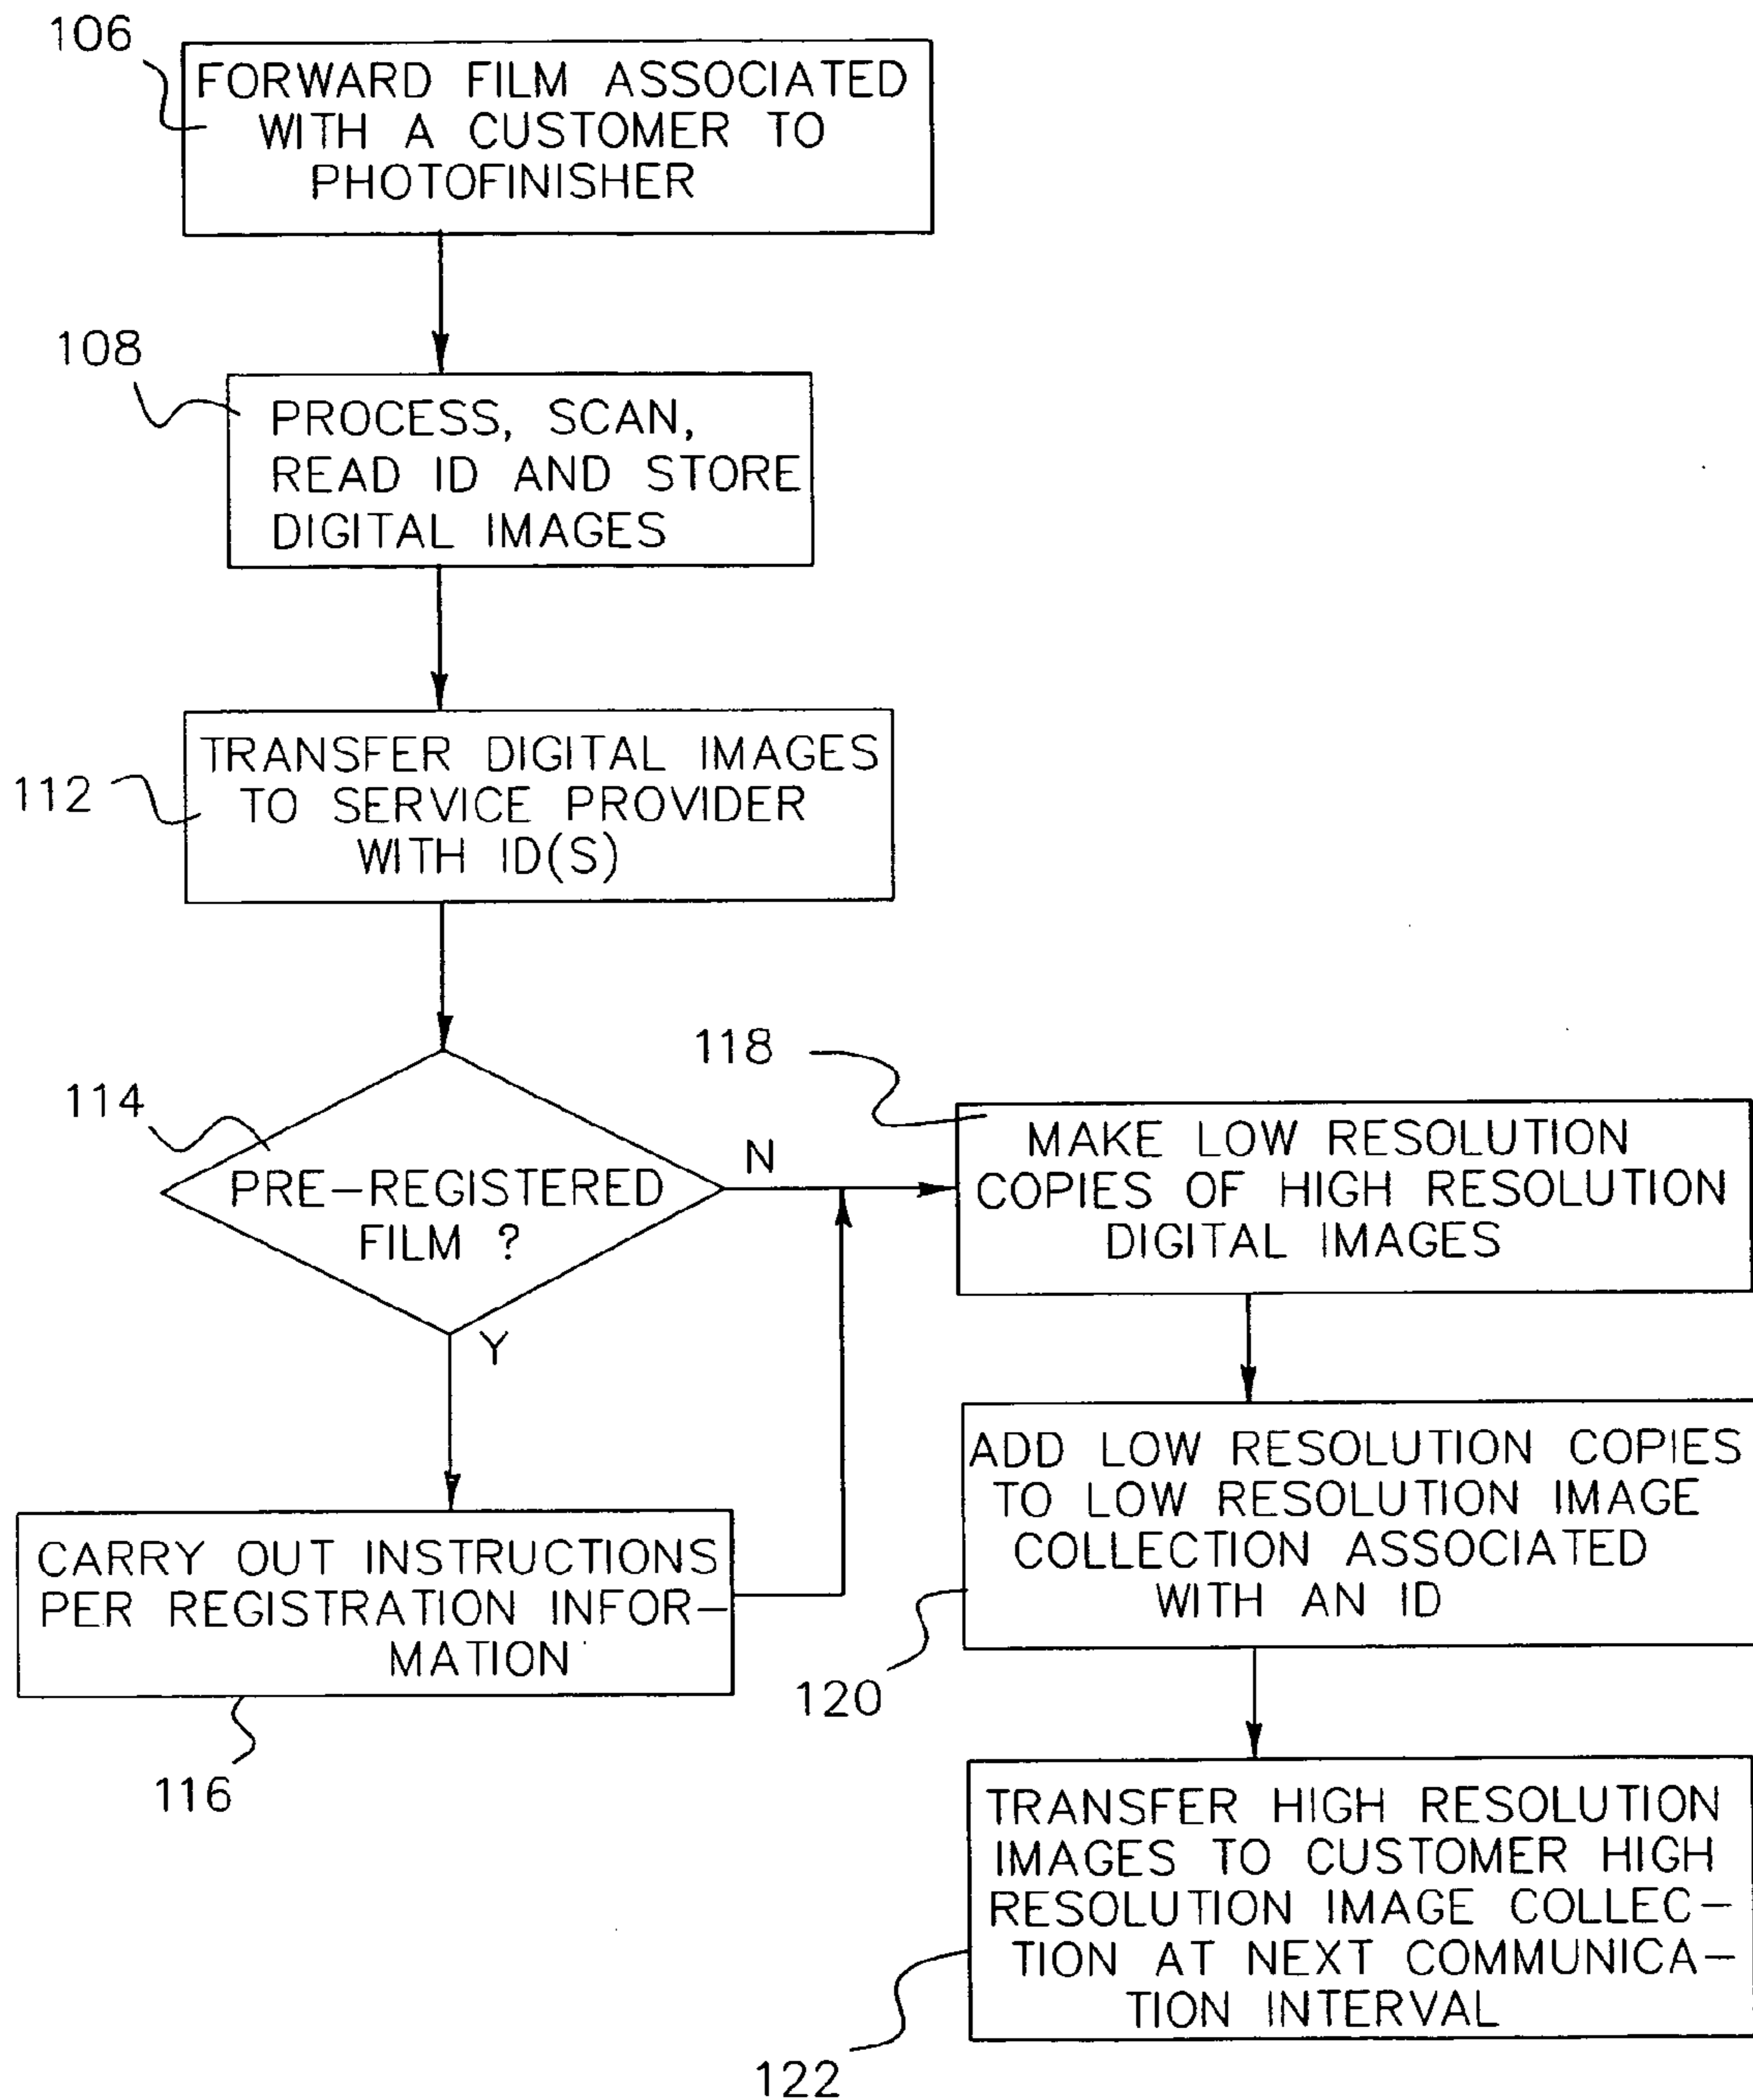 106
FORWARD FILM ASSOCIATED
WITH A CUSTOMER TO
PHOTOFINISHER
108
PROCESS, SCAN,
READ ID AND STORE
DIGITAL IMAGES
112
TRANSFER DIGITAL IMAGES
TO SERVICE PROVIDER
WITH ID(S)
114
PRE-REGISTERED
FILM ?
N
Y
116
CARRY OUT INSTRUCTIONS
PER REGISTRATION INFOR-
MATION
118
MAKE LOW RESOLUTION
COPIES OF HIGH RESOLUTION
DIGITAL IMAGES
120
ADD LOW RESOLUTION COPIES
TO LOW RESOLUTION IMAGE
COLLECTION ASSOCIATED
WITH AN ID
122
TRANSFER HIGH RESOLUTION
IMAGES TO CUSTOMER HIGH
RESOLUTION IMAGE COLLEC-
TION AT NEXT COMMUNICA-
TION INTERVAL